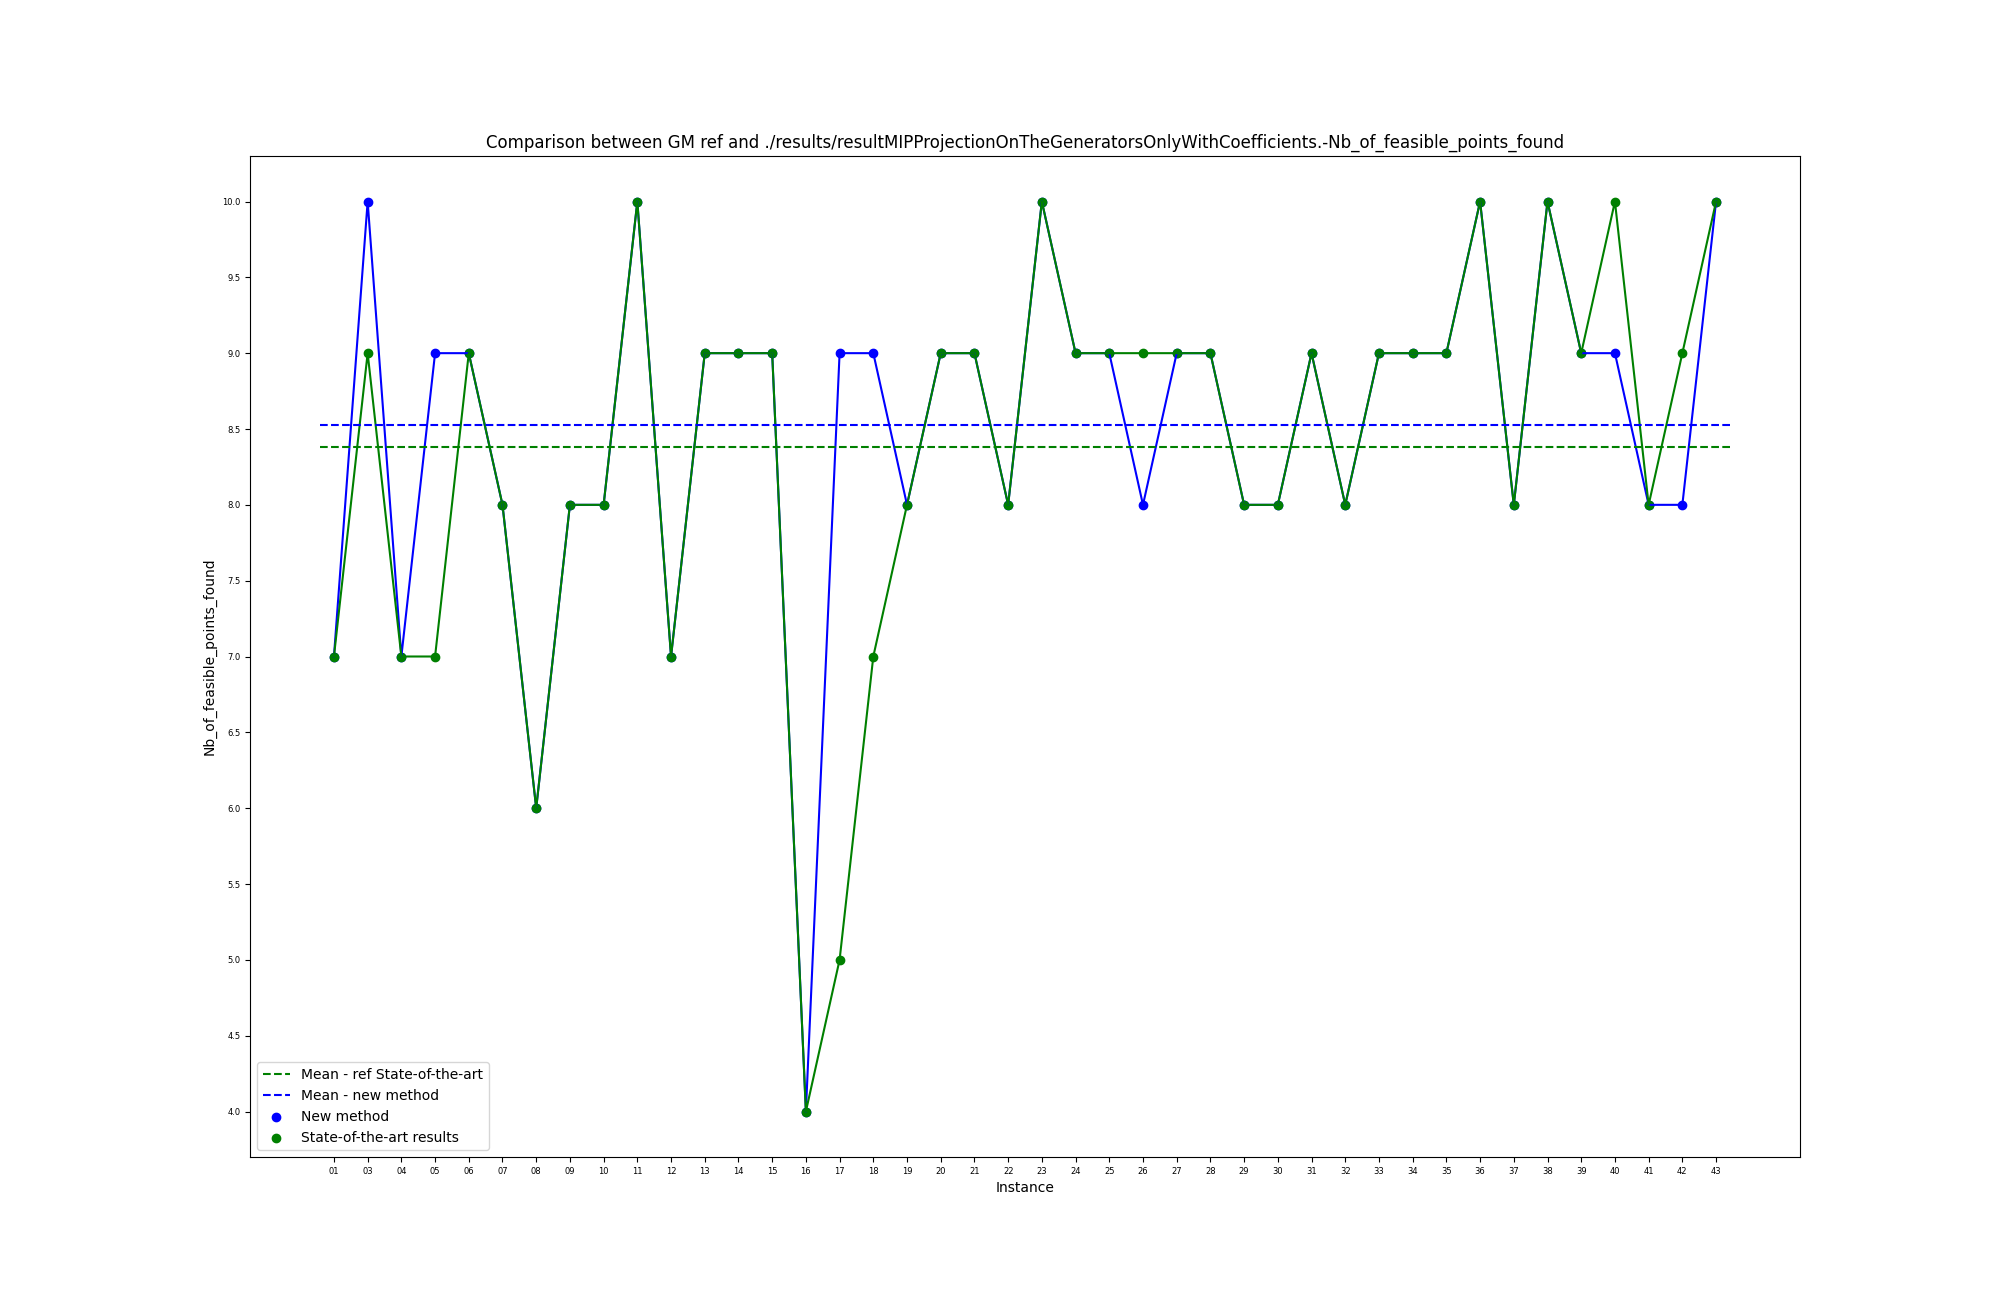 Comparison between GM ref and ./results/resultMIPProjectionOnTheGeneratorsOnlyWithCoefficients.-Nb_of_feasible_points_found
10.0
9.5
9.0
8.5
8.0
7.5
7.0
6.5
6.0
5.5
5.0
4.5
4.0
Nb_of_feasible_points_found
Mean - ref State-of-the-art
Mean - new method
New method
State-of-the-art results
01 03 04 05 06 07 08 09 10 11 12 13 14 15 16 17 18 19 20 21 22 23 24 25 26 27 28 29 30 31 32 33 34 35 36 37 38 39 40 41 42 43
Instance